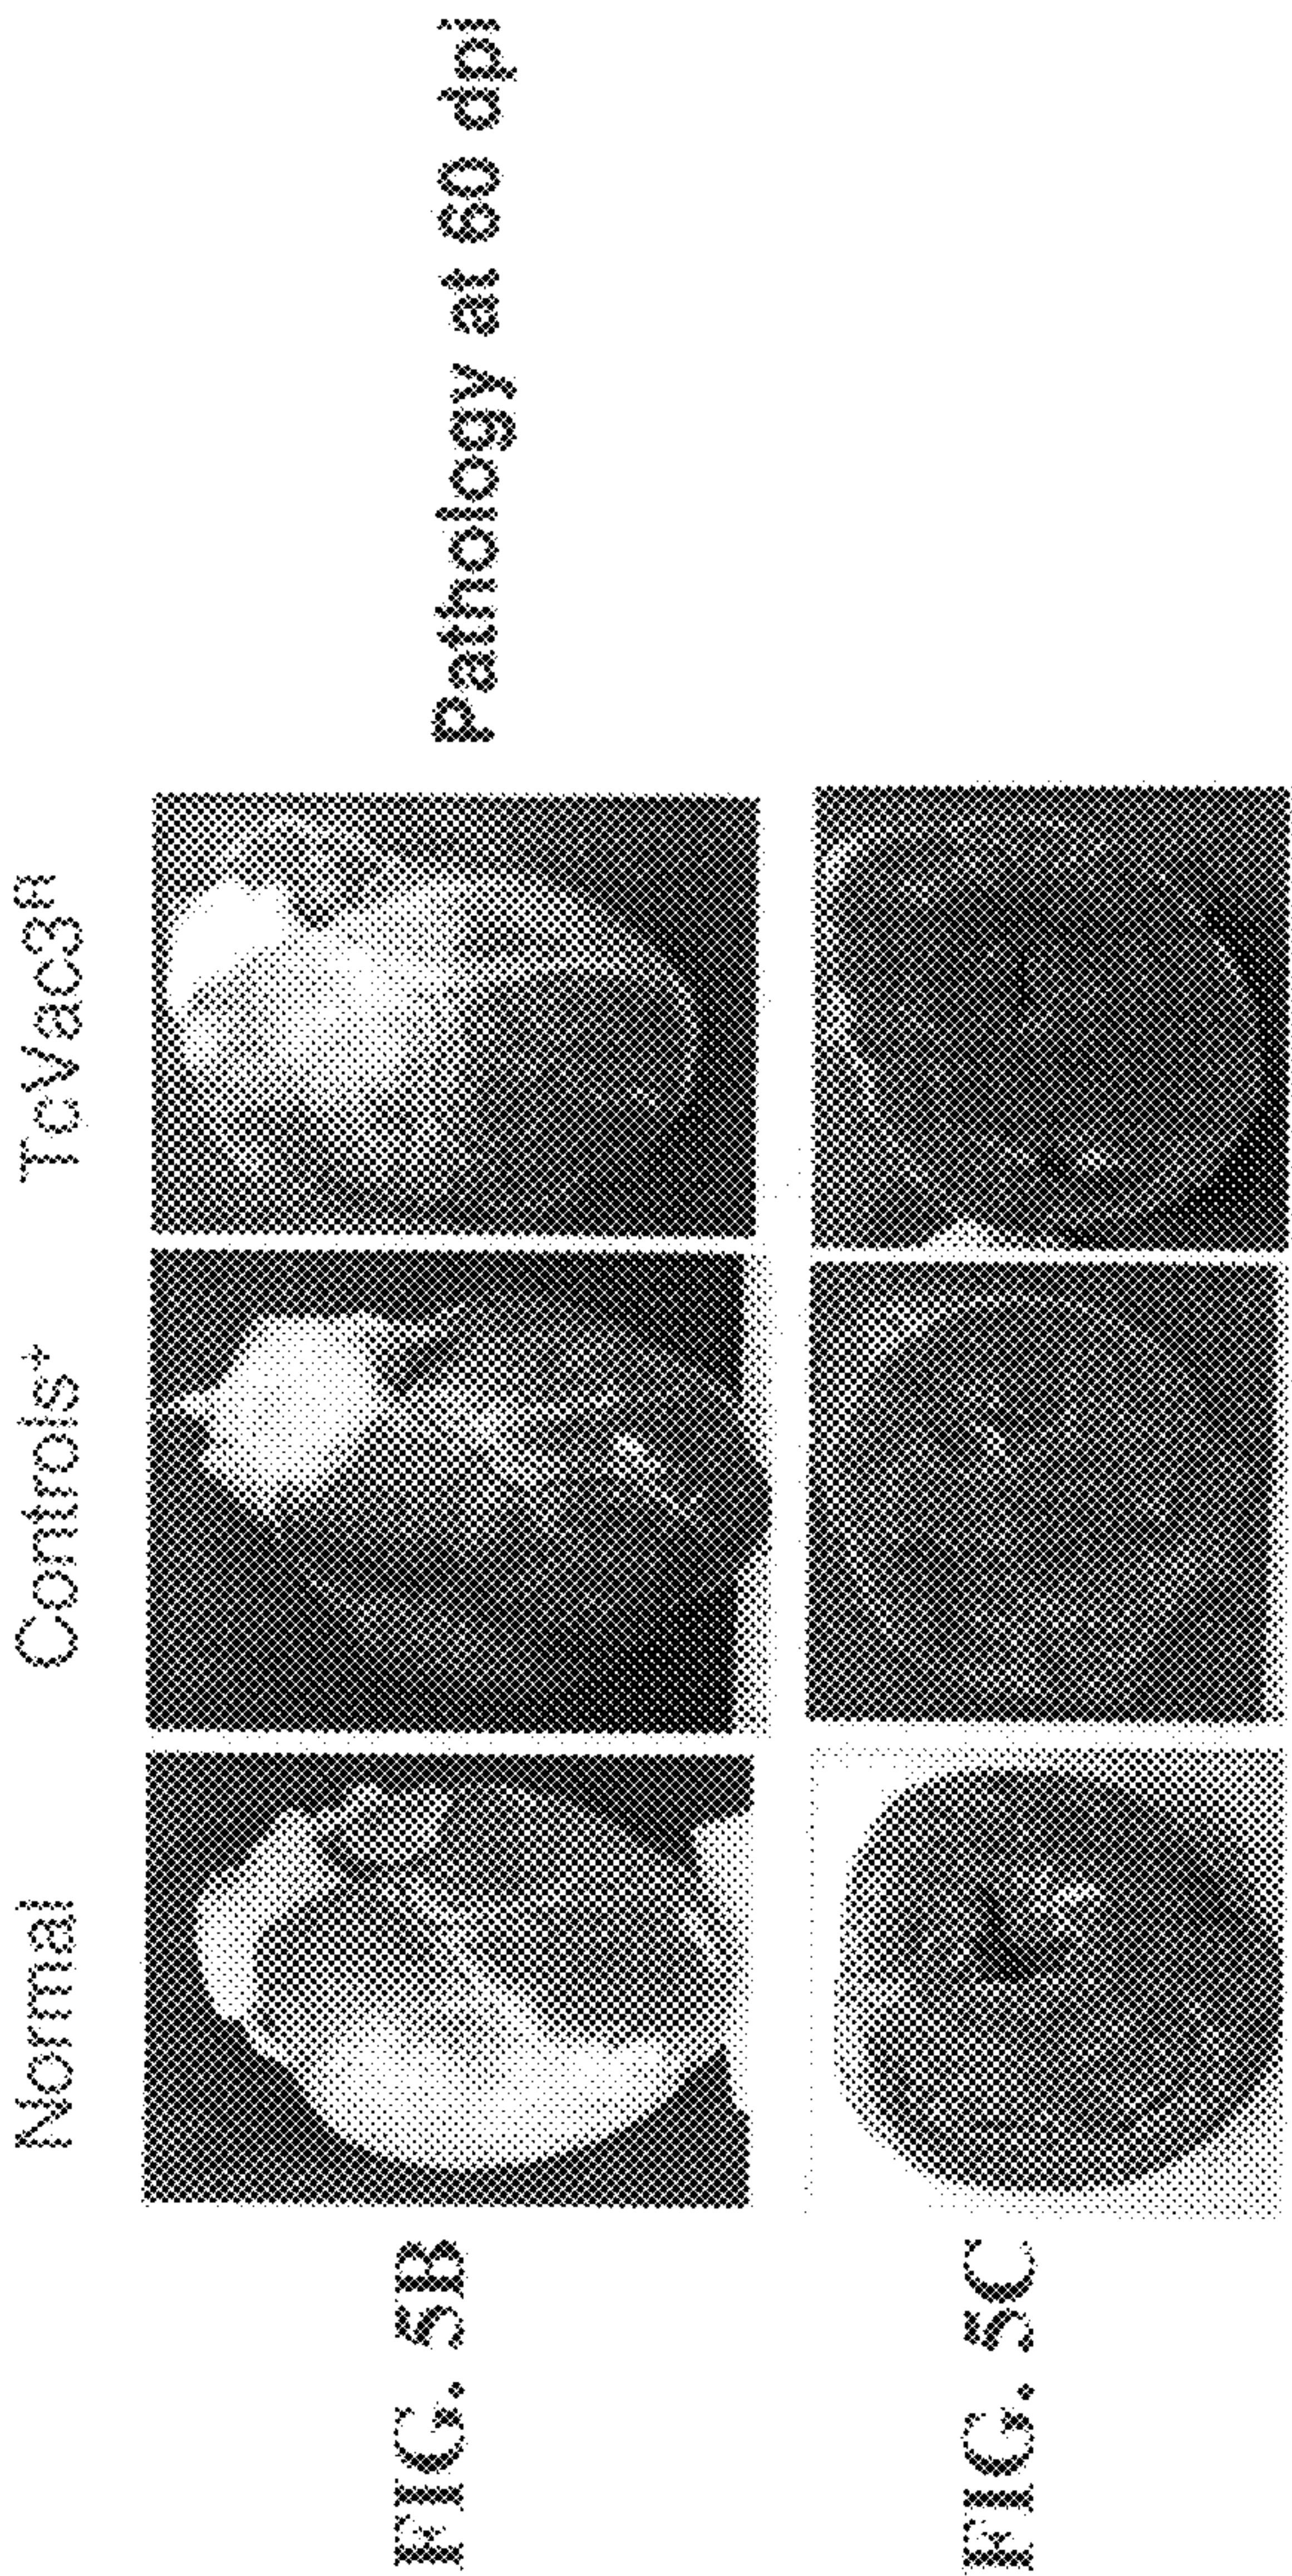 Normal Controls⁺ TcVac3ᴿ
FIG. 5B
Pathology at 60 dpi
FIG. 5C